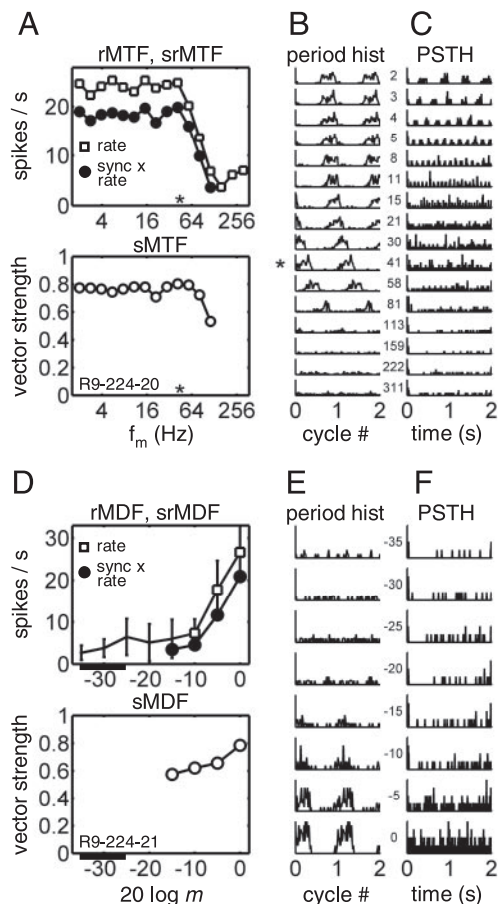 A
B
C
rMTF, srMTF
period hist
PSTH
spikes / s
20
10
0
rate
sync x
rate
*
4 16 64 256
sMTF
vector strength
1
0.8
0.6
0.4
0.2
0
R9-224-20
*
4 16 64 256
fm (Hz)
2
3
4
5
8
11
15
21
30
* 41
58
81
113
159
222
311
0 1 2
cycle #
0 1 2
time (s)
D
E
F
rMDF, srMDF
period hist
PSTH
spikes / s
30
20
10
0
rate
sync x
rate
-30 -20 -10 0
sMDF
vector strength
1
0.8
0.6
0.4
0.2
0
R9-224-21
-30 -20 -10 0
20 log m
-35
-30
-25
-20
-15
-10
-5
0
0 1 2
cycle #
0 1 2
time (s)